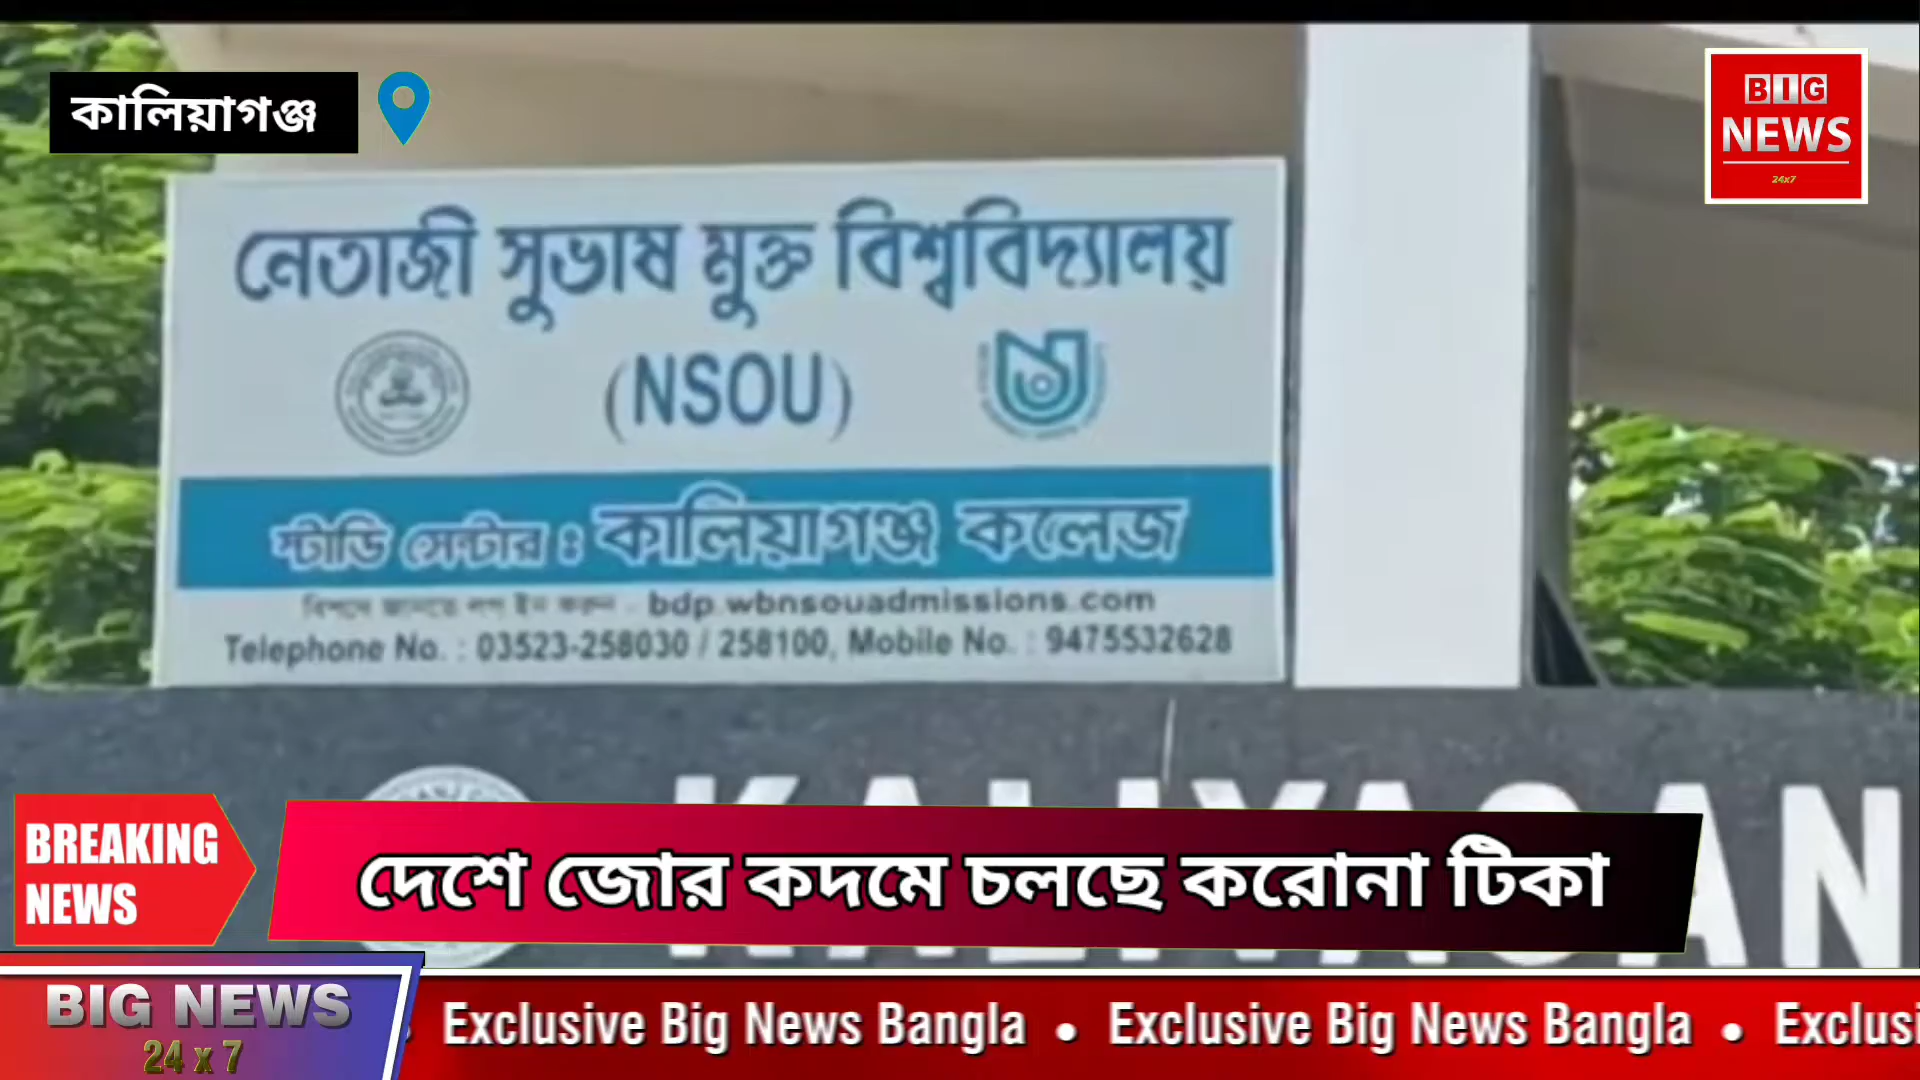 কালিয়াগঞ্জ
BIG
NEWS
24x7
নেতাজী সুভাষ মুক্ত বিশ্ববিদ্যালয়
(NSOU)
স্টাডি সেন্টার : কালিয়াগঞ্জ কলেজ
bdp.wbnsouadmissions.com
Telephone No. : 03523-258030 / 258100, Mobile No. : 9475532628
KALIYAGAN
BREAKING
NEWS
দেশে জোর কদমে চলছে করোনা টিকা
BIG NEWS
24 x 7
Exclusive Big News Bangla • Exclusive Big News Bangla • Exclusi